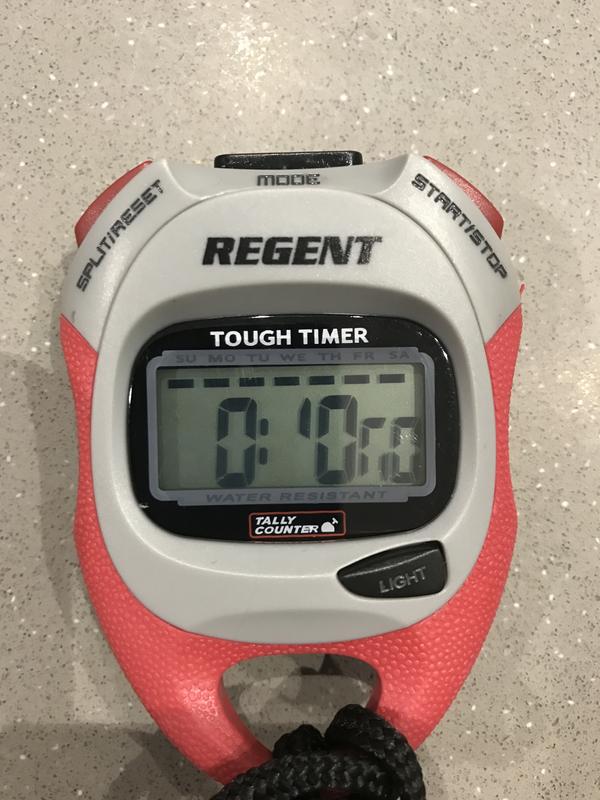 MODE
SPLIT/RESET
START/STOP
REGENT
TOUGH TIMER
SU MO TU WE TH FR SA
WATER RESISTANT
TALLY
COUNTER
LIGHT